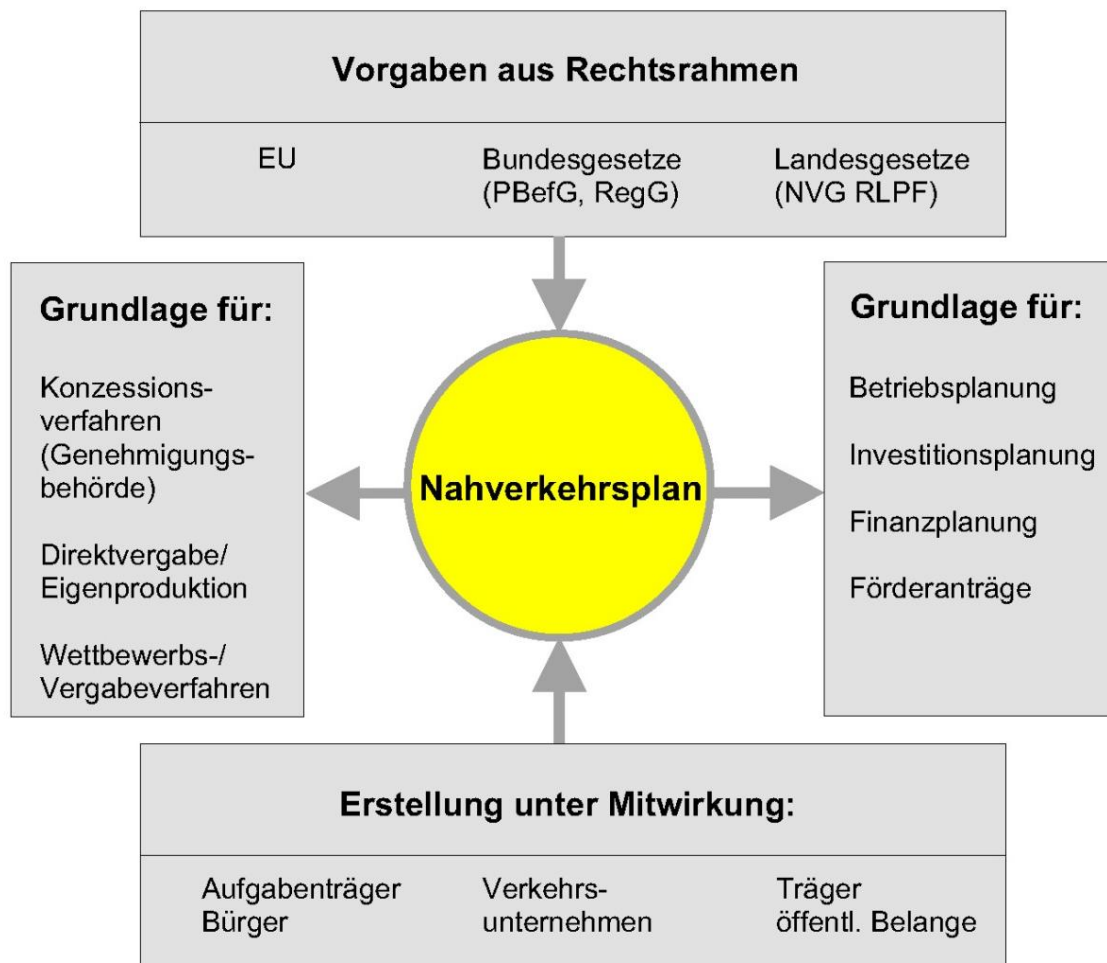 Vorgaben aus Rechtsrahmen
EU
Bundesgesetze
(PBefG, RegG)
Landesgesetze
(NVG RLPF)
Grundlage für:
Konzessions-
verfahren
(Genehmigungs-
behörde)
Direktvergabe/
Eigenproduktion
Wettbewerbs-/
Vergabeverfahren
Nahverkehrsplan
Grundlage für:
Betriebsplanung
Investitionsplanung
Finanzplanung
Förderanträge
Erstellung unter Mitwirkung:
Aufgabenträger
Bürger
Verkehrs-
unternehmen
Träger
öffentl. Belange